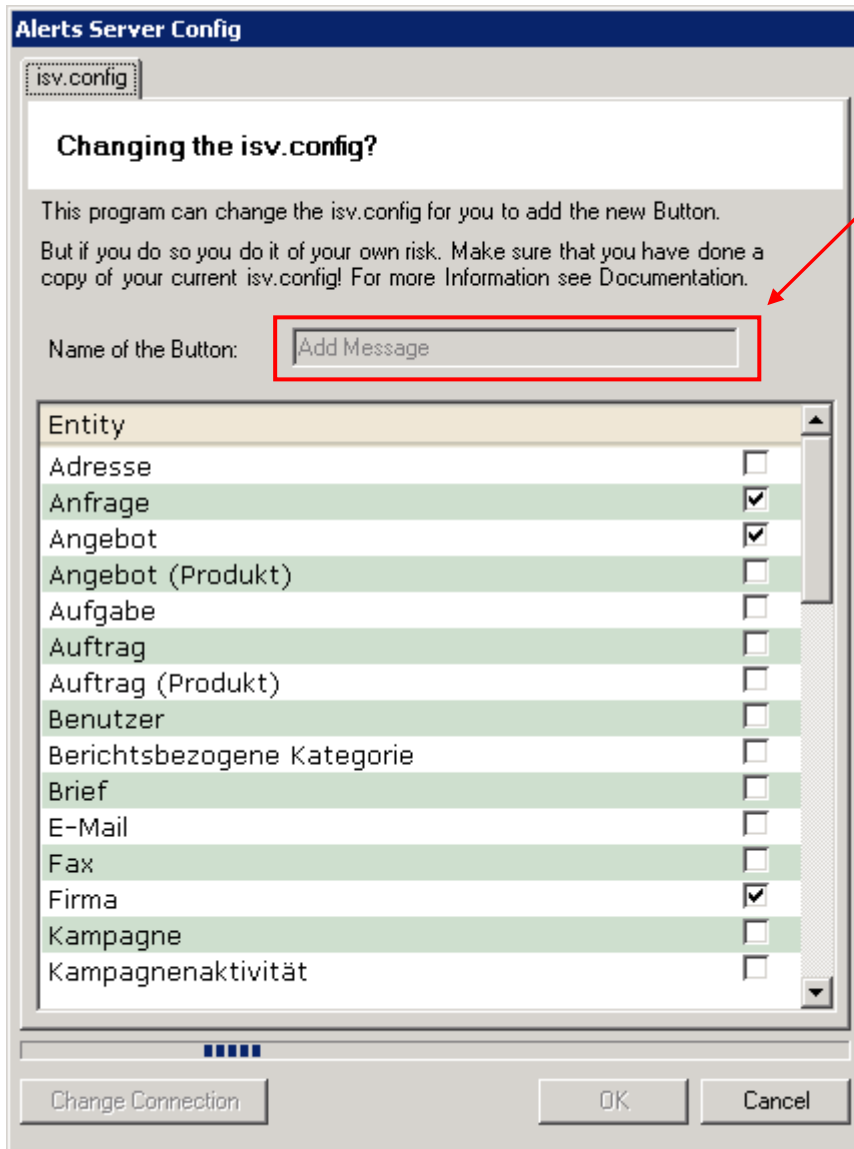 Alerts Server Config
isv.config
Changing the isv.config?
This program can change the isv.config for you to add the new Button.
But if you do so you do it of your own risk. Make sure that you have done a
copy of your current isv.config! For more Information see Documentation.
Name of the Button: Add Message
Entity
Adresse
Anfrage
Angebot
Angebot (Produkt)
Aufgabe
Auftrag
Auftrag (Produkt)
Benutzer
Berichtsbezogene Kategorie
Brief
E-Mail
Fax
Firma
Kampagne
Kampagnenaktivität
Change Connection OK Cancel